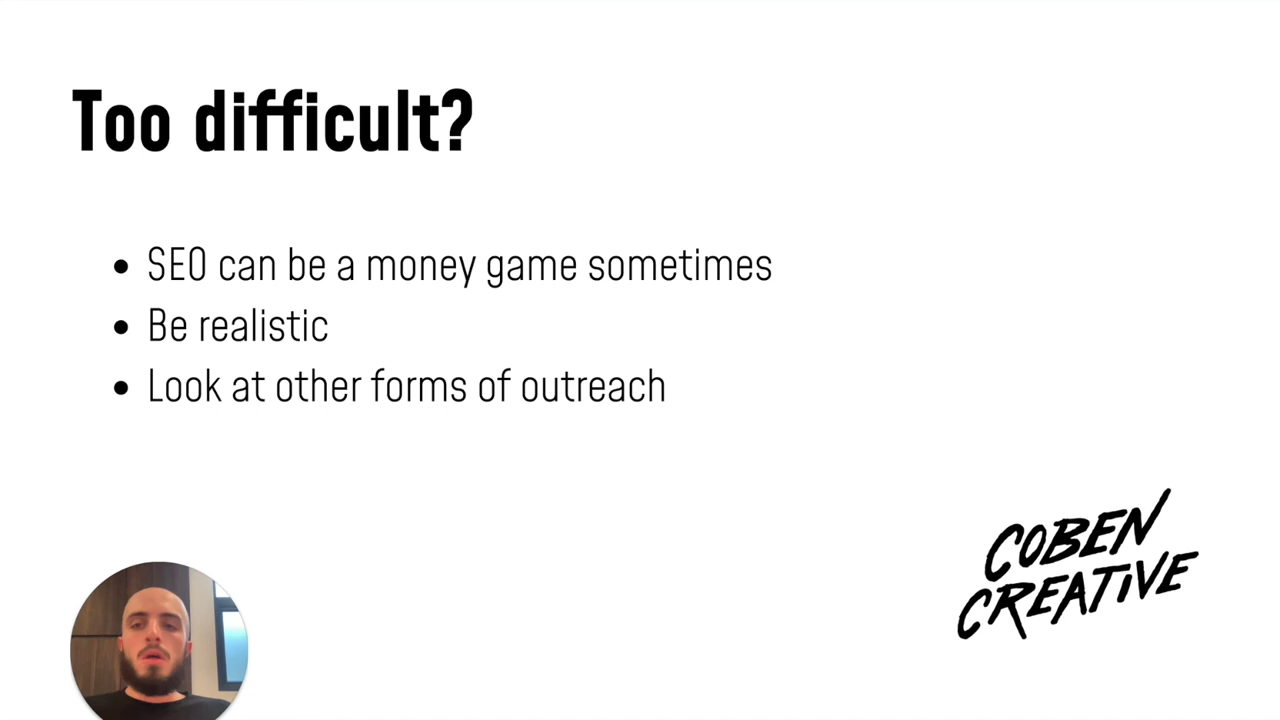 Too difficult?
SEO can be a money game sometimes
Be realistic
Look at other forms of outreach
COBEN
CREATIVE